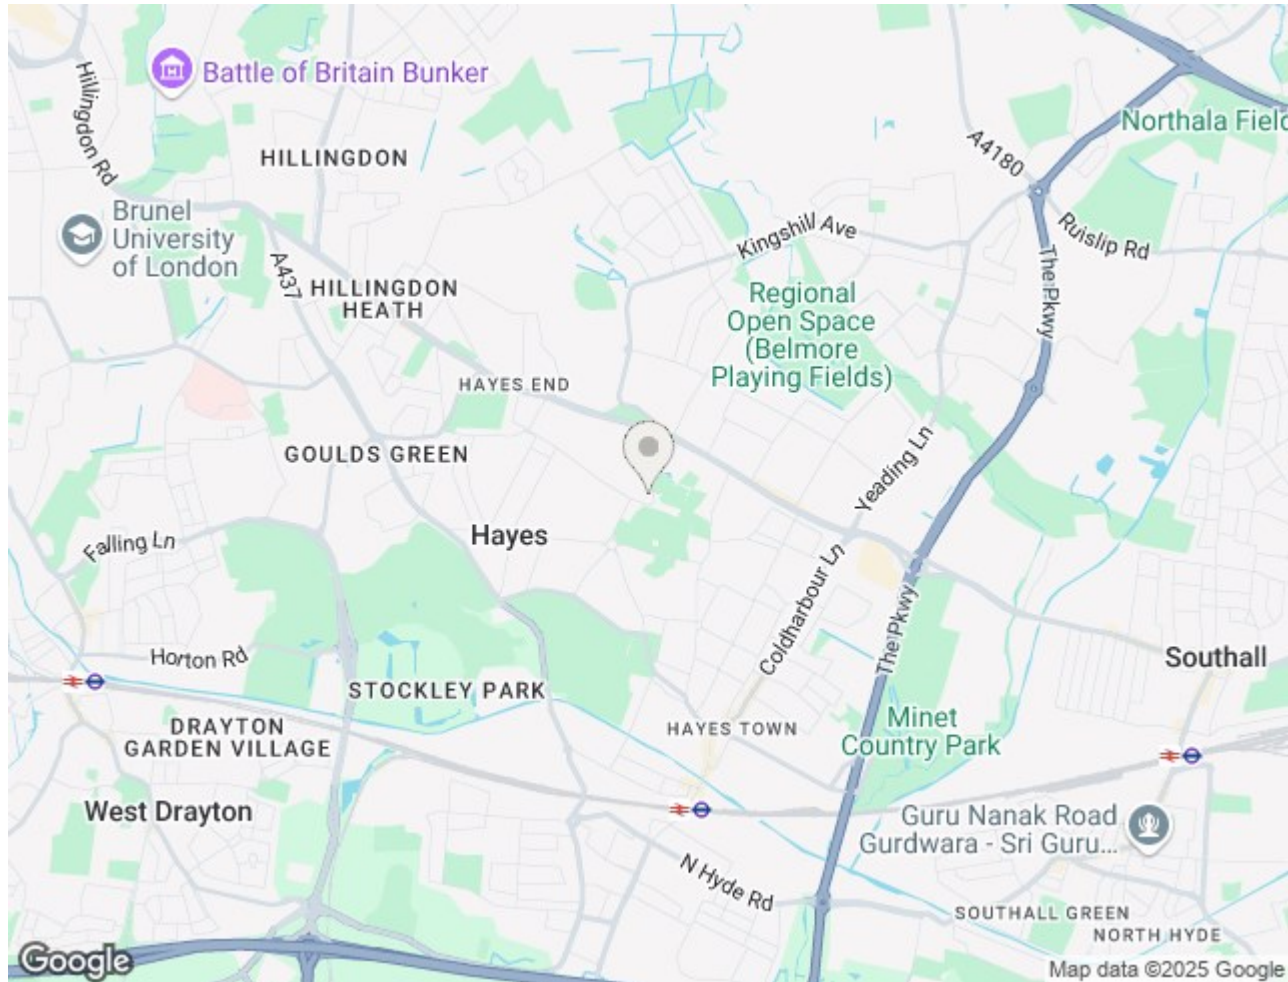 Battle of Britain Bunker
Hillingdon Rd
HILLINGDON
Northala Field
A4180
Brunel
University
of London
Kingshill Ave
Ruislip Rd
A437
HILLINGDON
HEATH
The Pkwy
Regional
Open Space
(Belmore
Playing Fields)
HAYES END
GOULDS GREEN
Yeading Ln
Hayes
Falling Ln
Coldharbour Ln
The Pkwy
Horton Rd
Southall
STOCKLEY PARK
DRAYTON
GARDEN VILLAGE
HAYES TOWN
Minet
Country Park
West Drayton
Guru Nanak Road
Gurdwara - Sri Guru...
N Hyde Rd
SOUTHALL GREEN
NORTH HYDE
Google
Map data ©2025 Google